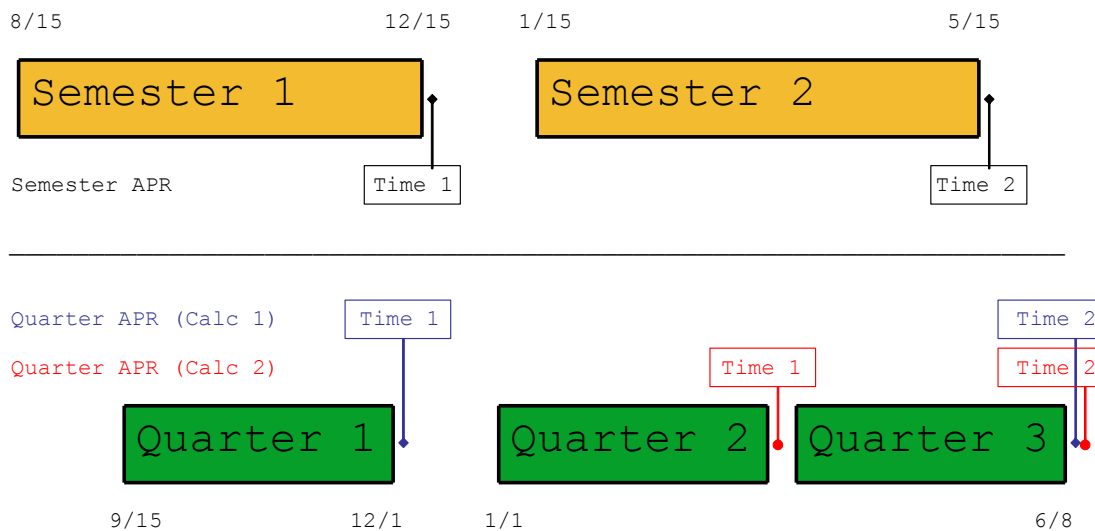 8/15 12/15 1/15 5/15
Semester 1 Semester 2
Semester APR Time 1 Time 2
Quarter APR (Calc 1) Time 1 Time 2
Quarter APR (Calc 2) Time 1 Time 2
Quarter 1 Quarter 2 Quarter 3
9/15 12/1 1/1 6/8